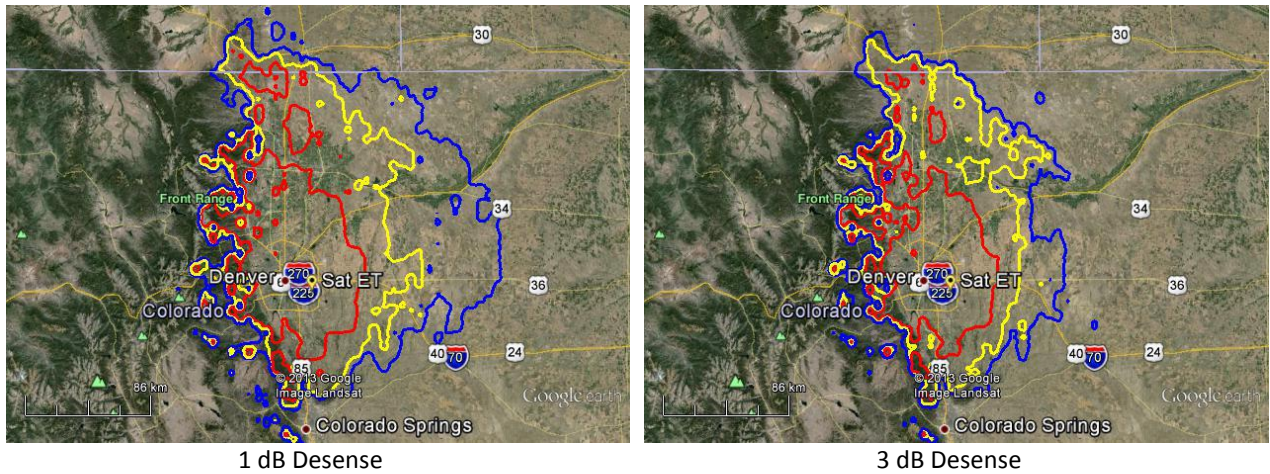 30
Front Range
34
270
Denver
6
Sat ET
225
36
Colorado
85
40
70
24
86 km
© 2013 Google
Image Landsat
Google earth
Colorado Springs
1 dB Desense
30
Front Range
34
270
Denver
6
Sat ET
225
36
Colorado
85
40
70
24
86 km
© 2013 Google
Image Landsat
Google earth
Colorado Springs
3 dB Desense